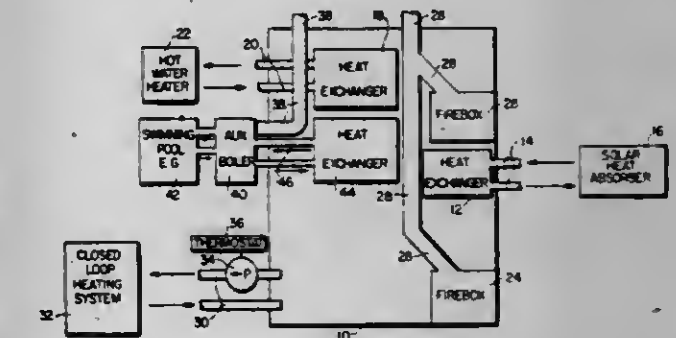 38
28
18
22
HOT
WATER
HEATER
20
HEAT
EXCHANGER
38
28
FIREBOX
28
14
16
SWIMMING
POOL
E.G.
42
AUX.
BOILER
40
46
HEAT
EXCHANGER
44
28
HEAT
EXCHANGER
12
SOLAR
HEAT
ABSORBER
36
THERMOSTAT
34
P
CLOSED
LOOP
HEATING
SYSTEM
32
30
28
24
FIREBOX
10